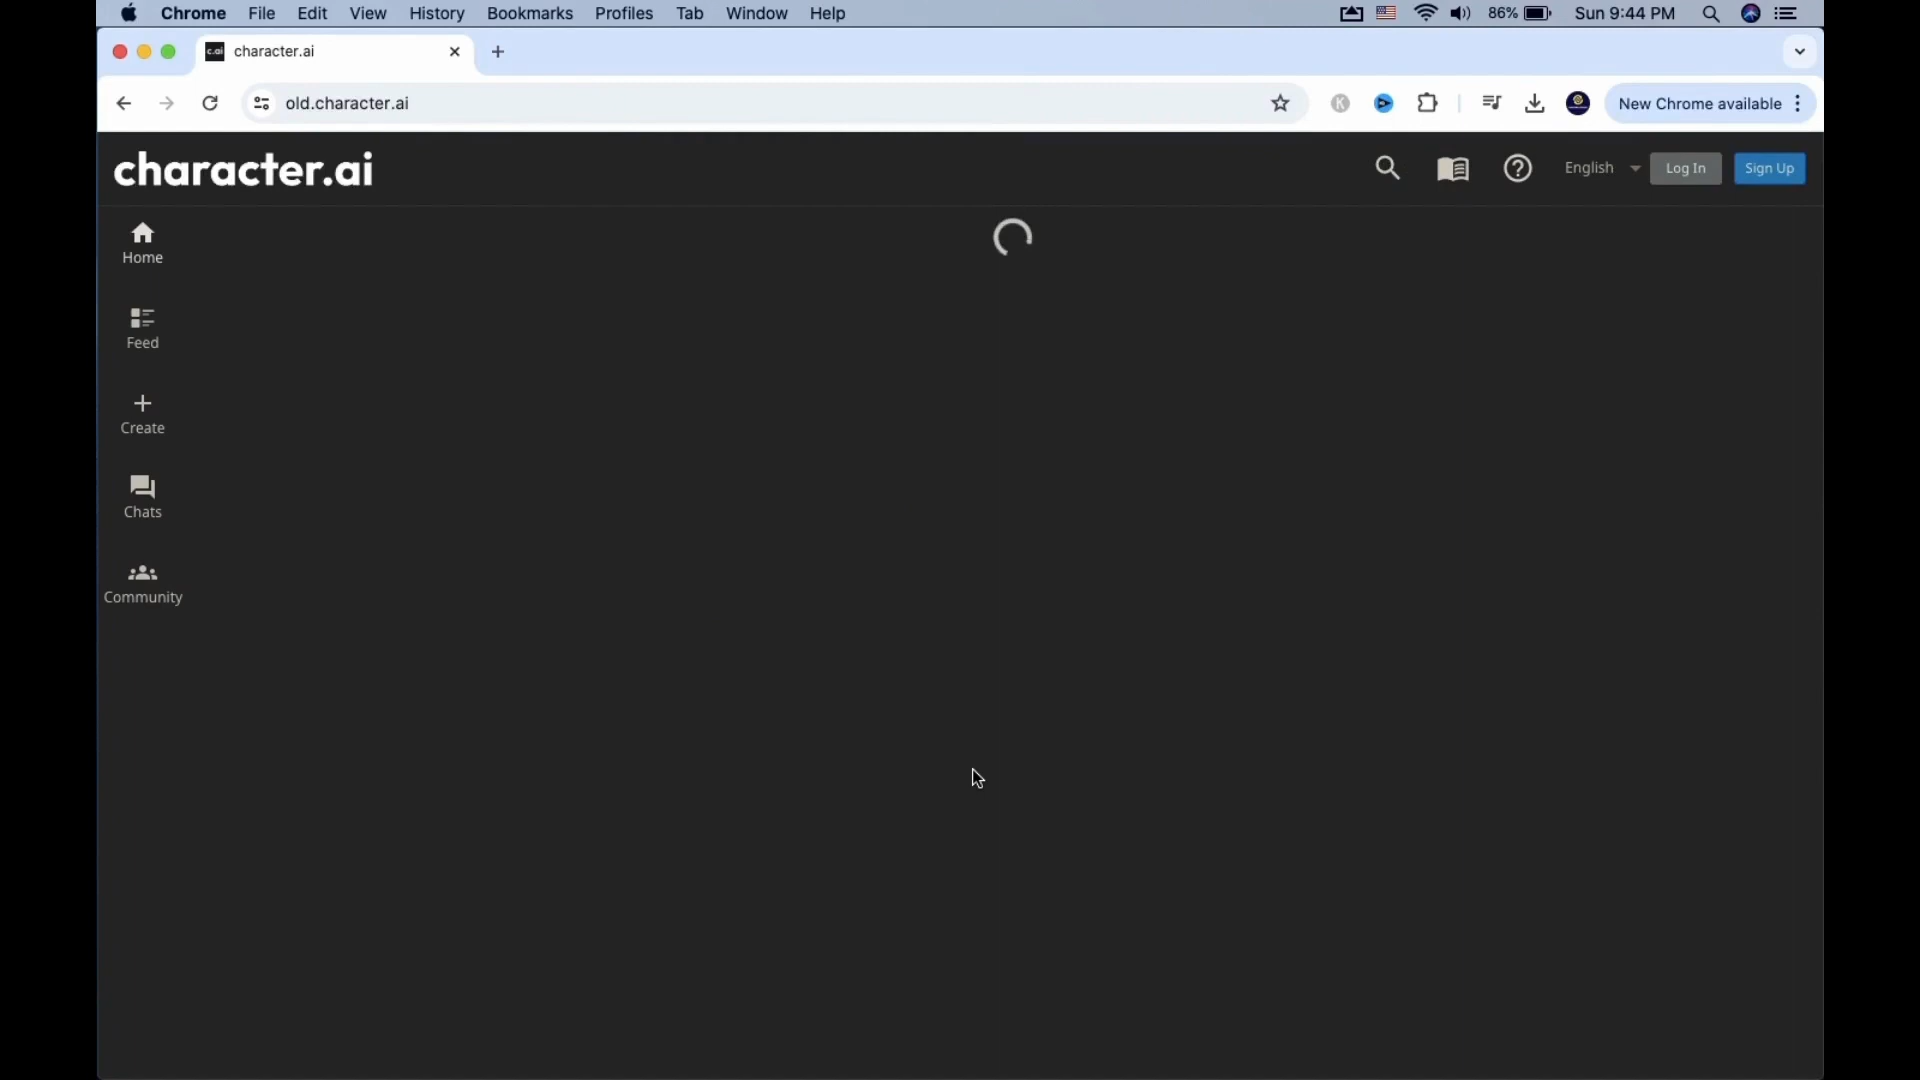 Chrome File Edit View History Bookmarks Profiles Tab Window Help 86% Sun 9:44 PM
c.ai character.ai
old.character.ai K New Chrome available
character.ai English Log In Sign Up
Home
Feed
Create
Chats
Community